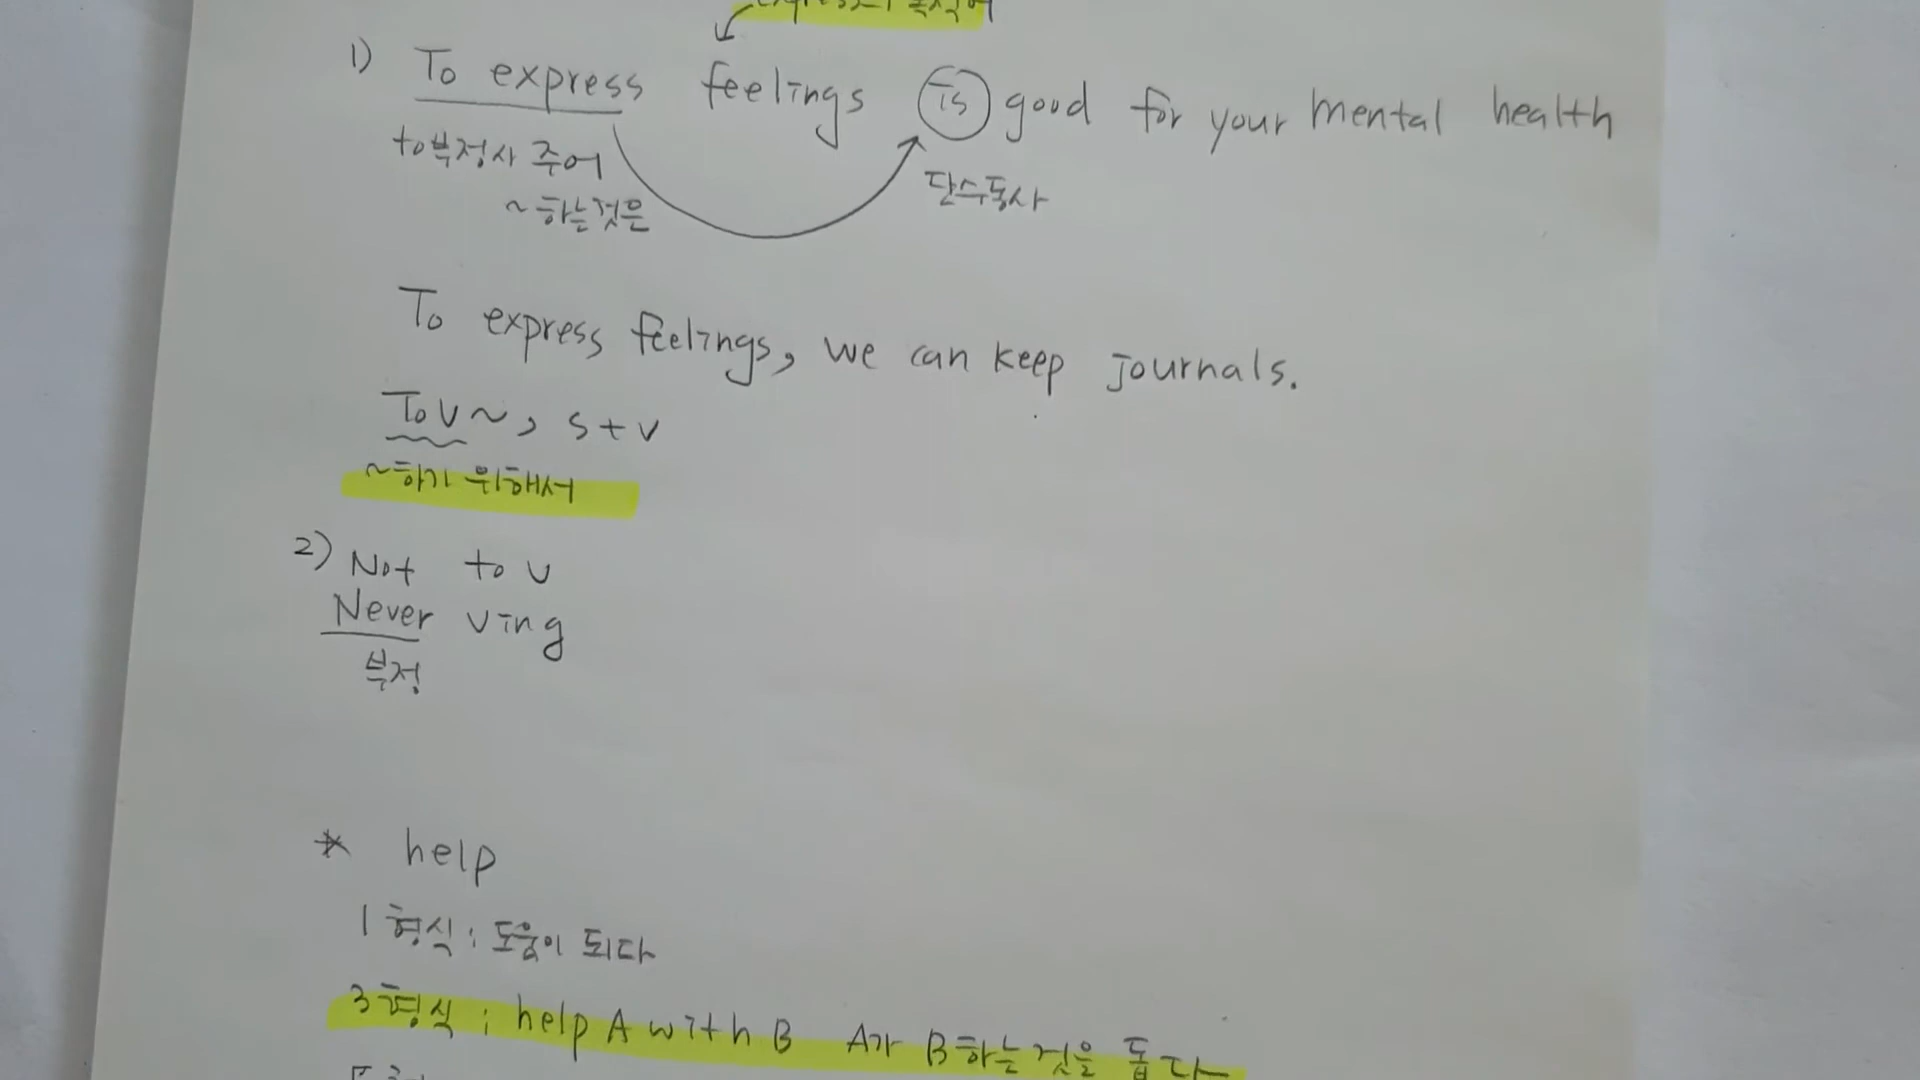 1) To express feelings is good for your mental health
to부정사 주어
단수동사
~하는것은
To express feelings, we can keep journals.
To V ~, S + V
~하기 위해서
2) Not to V
Never Ving
부정
* help
1형식 : 도움이 되다
3형식 : help A with B A가 B하는것을 돕다